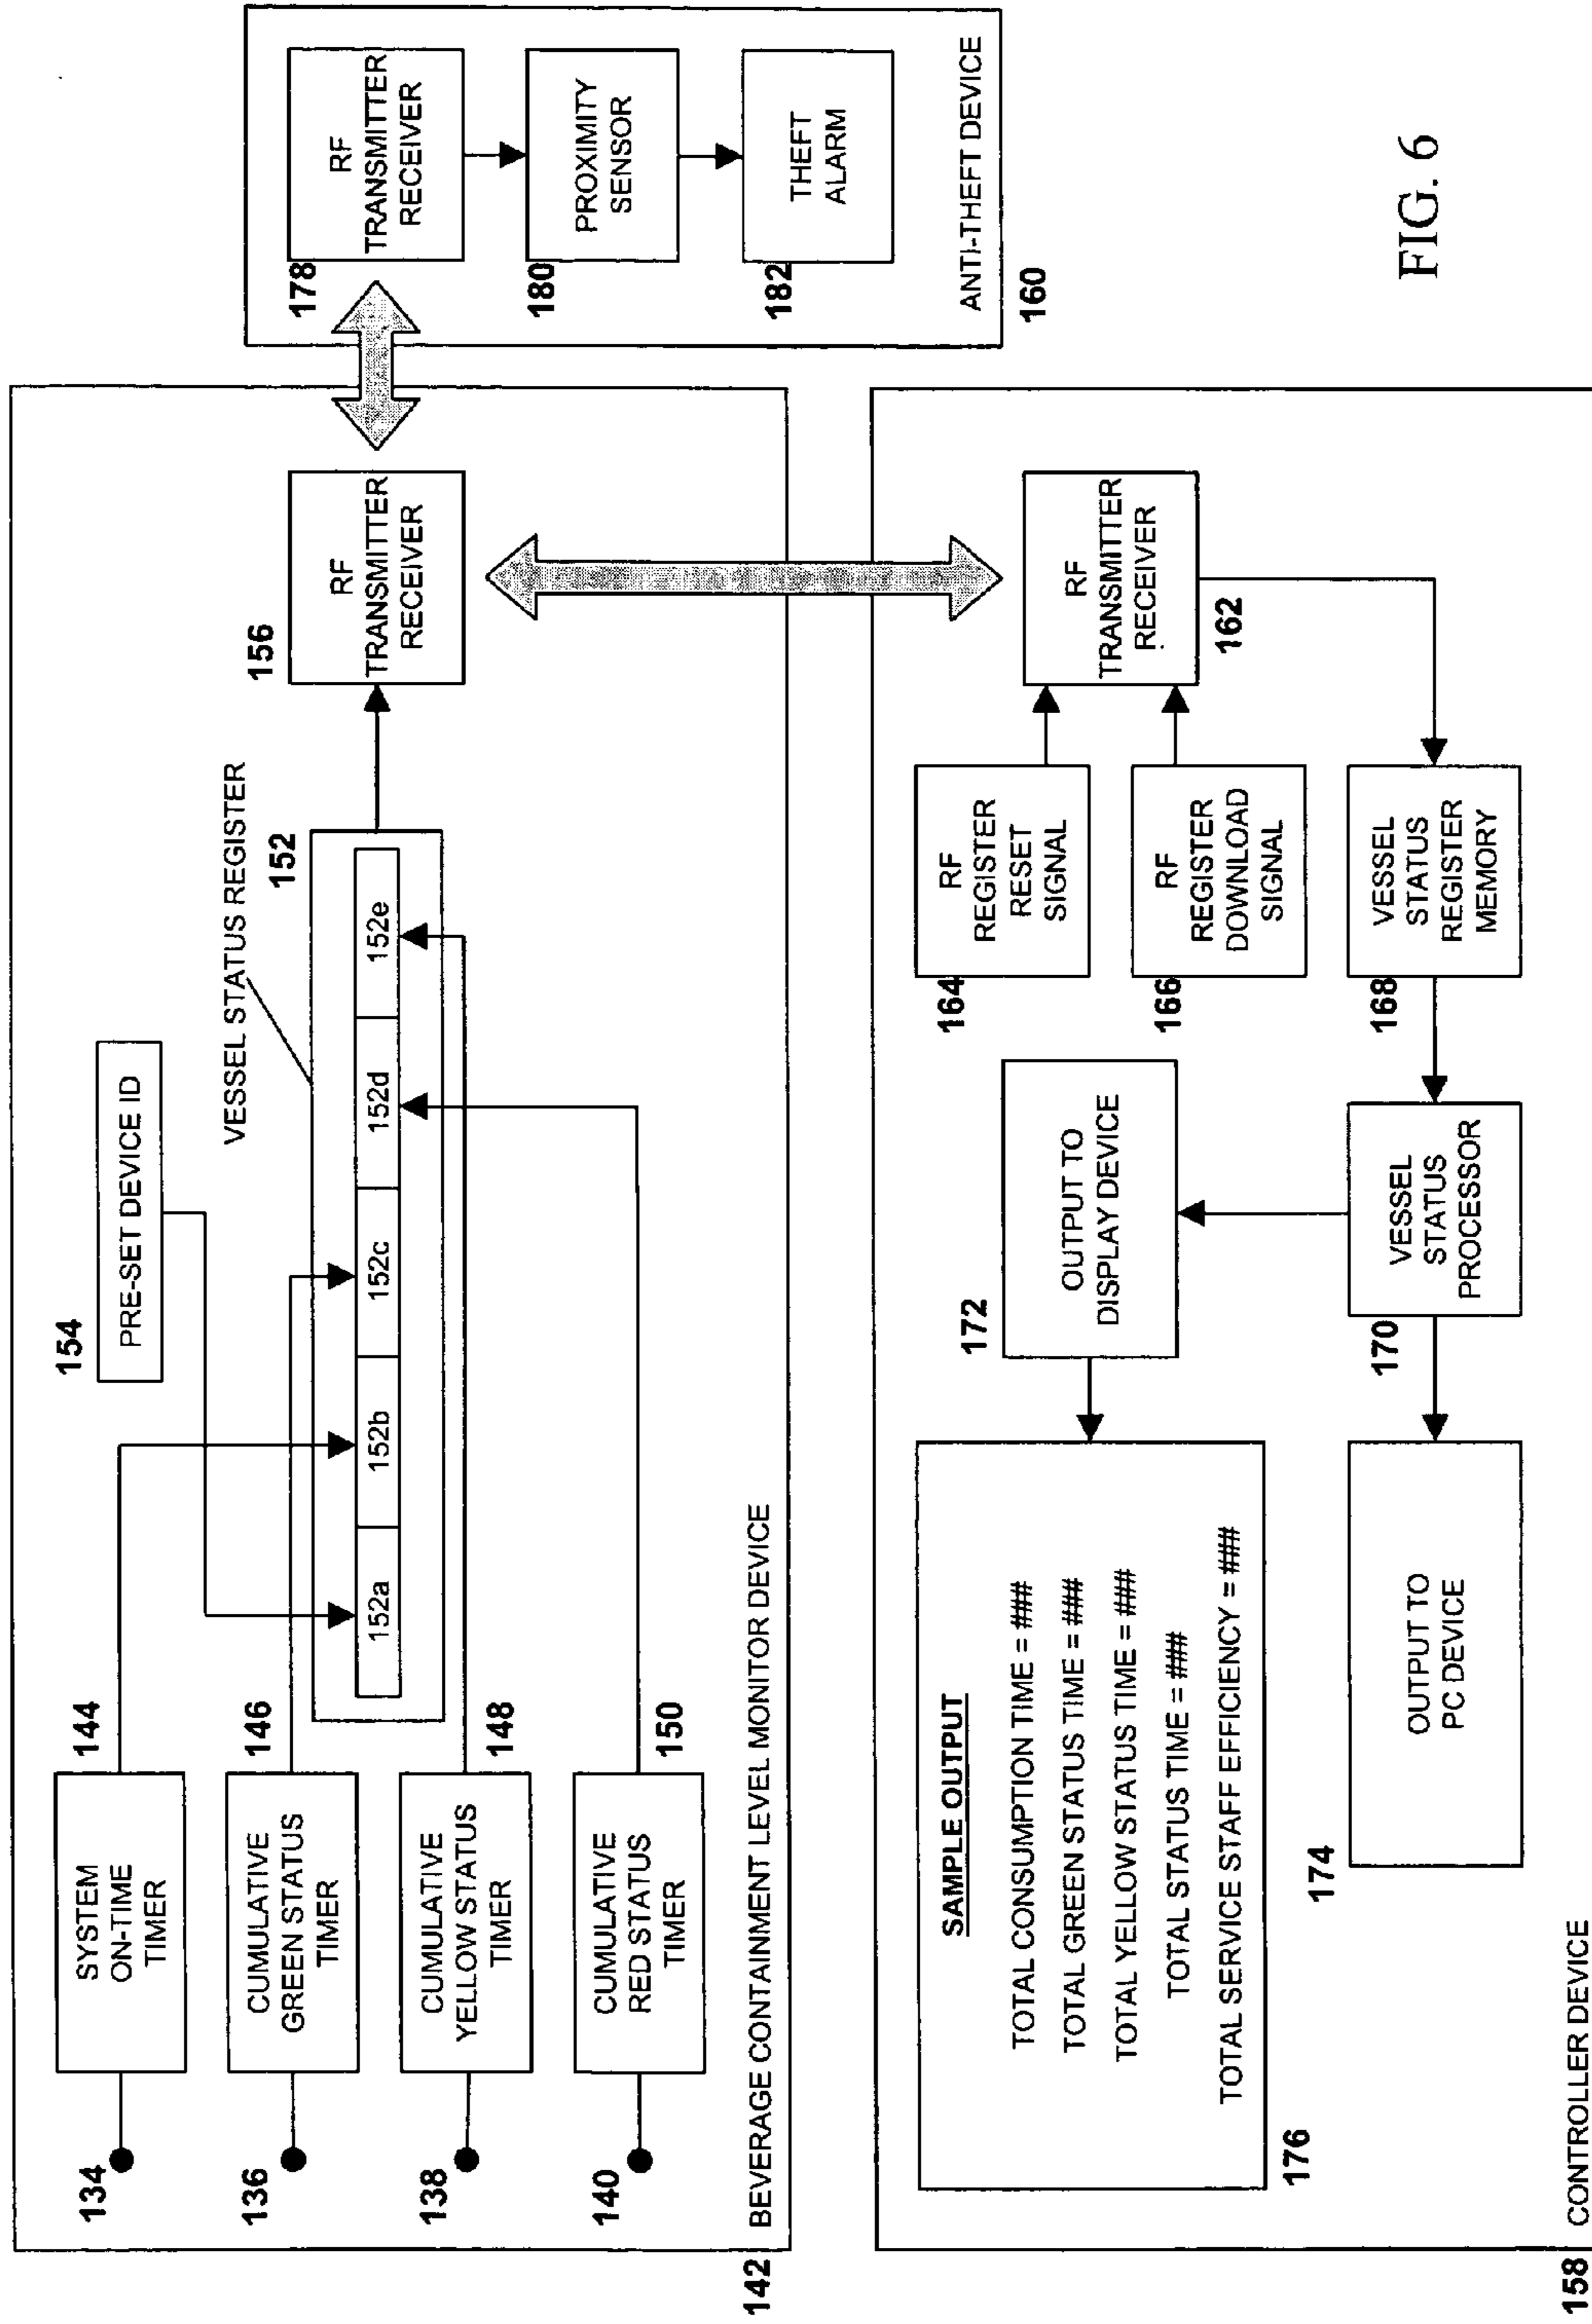 134
136
138
140
SYSTEM
ON-TIME
TIMER
144
CUMULATIVE
GREEN STATUS
TIMER
146
CUMULATIVE
YELLOW STATUS
TIMER
148
CUMULATIVE
RED STATUS
TIMER
150
154
PRE-SET DEVICE ID
VESSEL STATUS REGISTER
152
152a
152b
152c
152d
152e
156
RF
TRANSMITTER
RECEIVER
142
BEVERAGE CONTAINMENT LEVEL MONITOR DEVICE
178
RF
TRANSMITTER
RECEIVER
180
PROXIMITY
SENSOR
182
THEFT
ALARM
ANTI-THEFT DEVICE
160
SAMPLE OUTPUT
TOTAL CONSUMPTION TIME = ###
TOTAL GREEN STATUS TIME = ###
TOTAL YELLOW STATUS TIME = ###
TOTAL STATUS TIME = ###
TOTAL SERVICE STAFF EFFICIENCY = ###
176
172
OUTPUT TO
DISPLAY DEVICE
164
RF
REGISTER
RESET
SIGNAL
166
RF
REGISTER
DOWNLOAD
SIGNAL
RF
TRANSMITTER
RECEIVER
162
168
VESSEL
STATUS
REGISTER
MEMORY
170
VESSEL
STATUS
PROCESSOR
174
OUTPUT TO
PC DEVICE
158
CONTROLLER DEVICE
FIG. 6